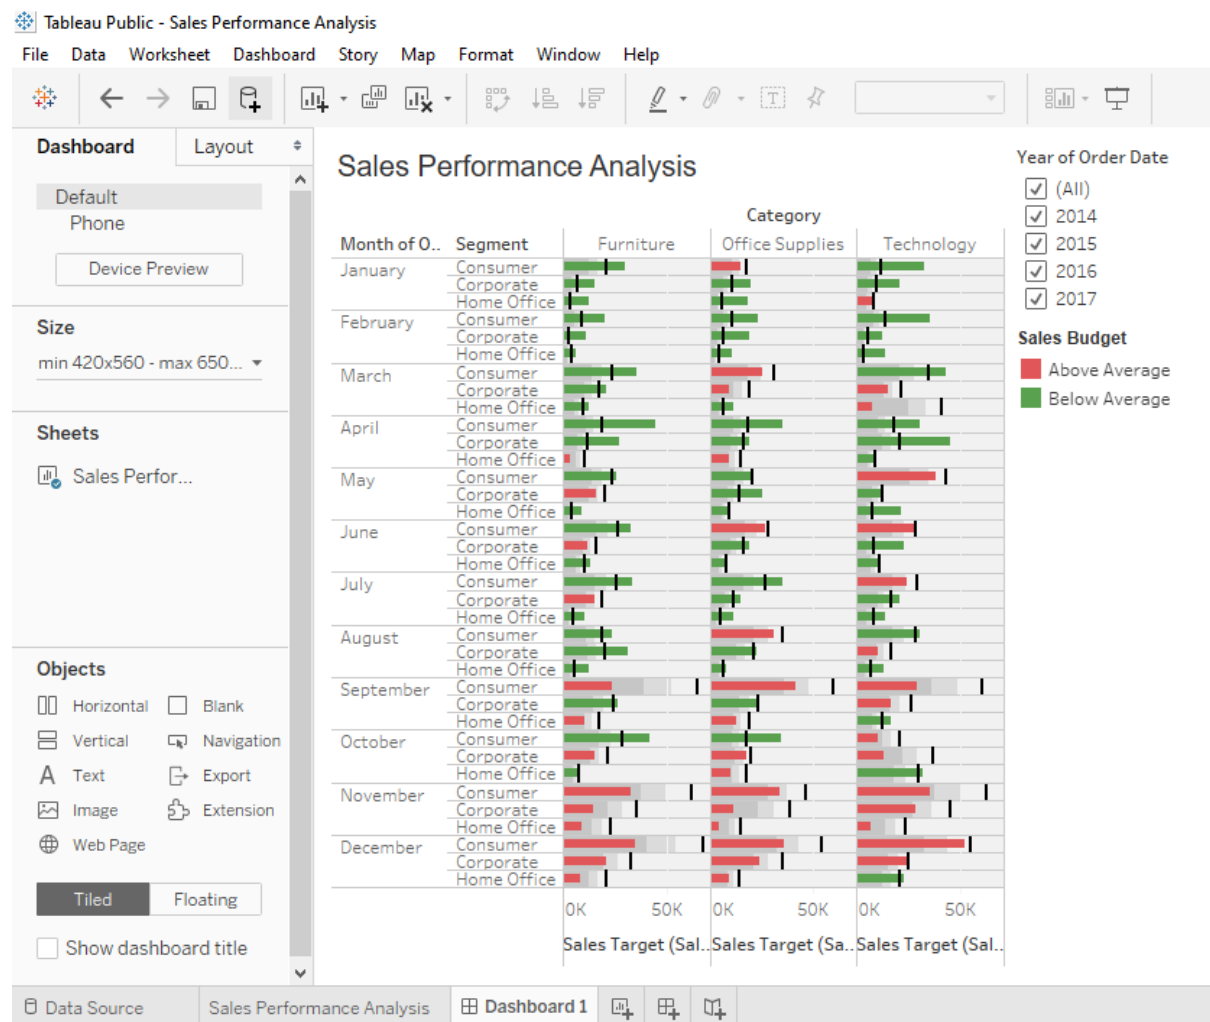 Tableau Public - Sales Performance Analysis
File Data Worksheet Dashboard Story Map Format Window Help
Dashboard Layout
Default
Phone
Device Preview
Size
min 420x560 - max 650...
Sheets
Sales Perfor...
Objects
Horizontal Blank
Vertical Navigation
A Text Export
Image Extension
Web Page
Tiled Floating
Show dashboard title
Sales Performance Analysis
Category
Month of O.. Segment Furniture Office Supplies Technology
January Consumer
Corporate
Home Office
February Consumer
Corporate
Home Office
March Consumer
Corporate
Home Office
April Consumer
Corporate
Home Office
May Consumer
Corporate
Home Office
June Consumer
Corporate
Home Office
July Consumer
Corporate
Home Office
August Consumer
Corporate
Home Office
September Consumer
Corporate
Home Office
October Consumer
Corporate
Home Office
November Consumer
Corporate
Home Office
December Consumer
Corporate
Home Office
0K 50K 0K 50K 0K 50K
Sales Target (Sal.. Sales Target (Sa.. Sales Target (Sal..
Year of Order Date
(All)
2014
2015
2016
2017
Sales Budget
Above Average
Below Average
Data Source Sales Performance Analysis Dashboard 1